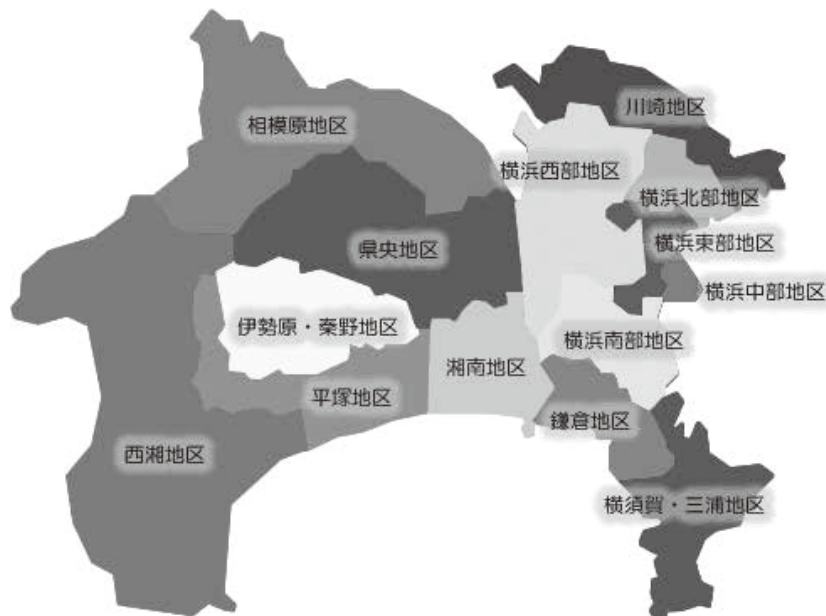 川崎地区
相模原地区
横浜西部地区
横浜北部地区
県央地区
横浜東部地区
横浜中部地区
伊勢原・秦野地区
横浜南部地区
湘南地区
平塚地区
鎌倉地区
西湘地区
横須賀・三浦地区